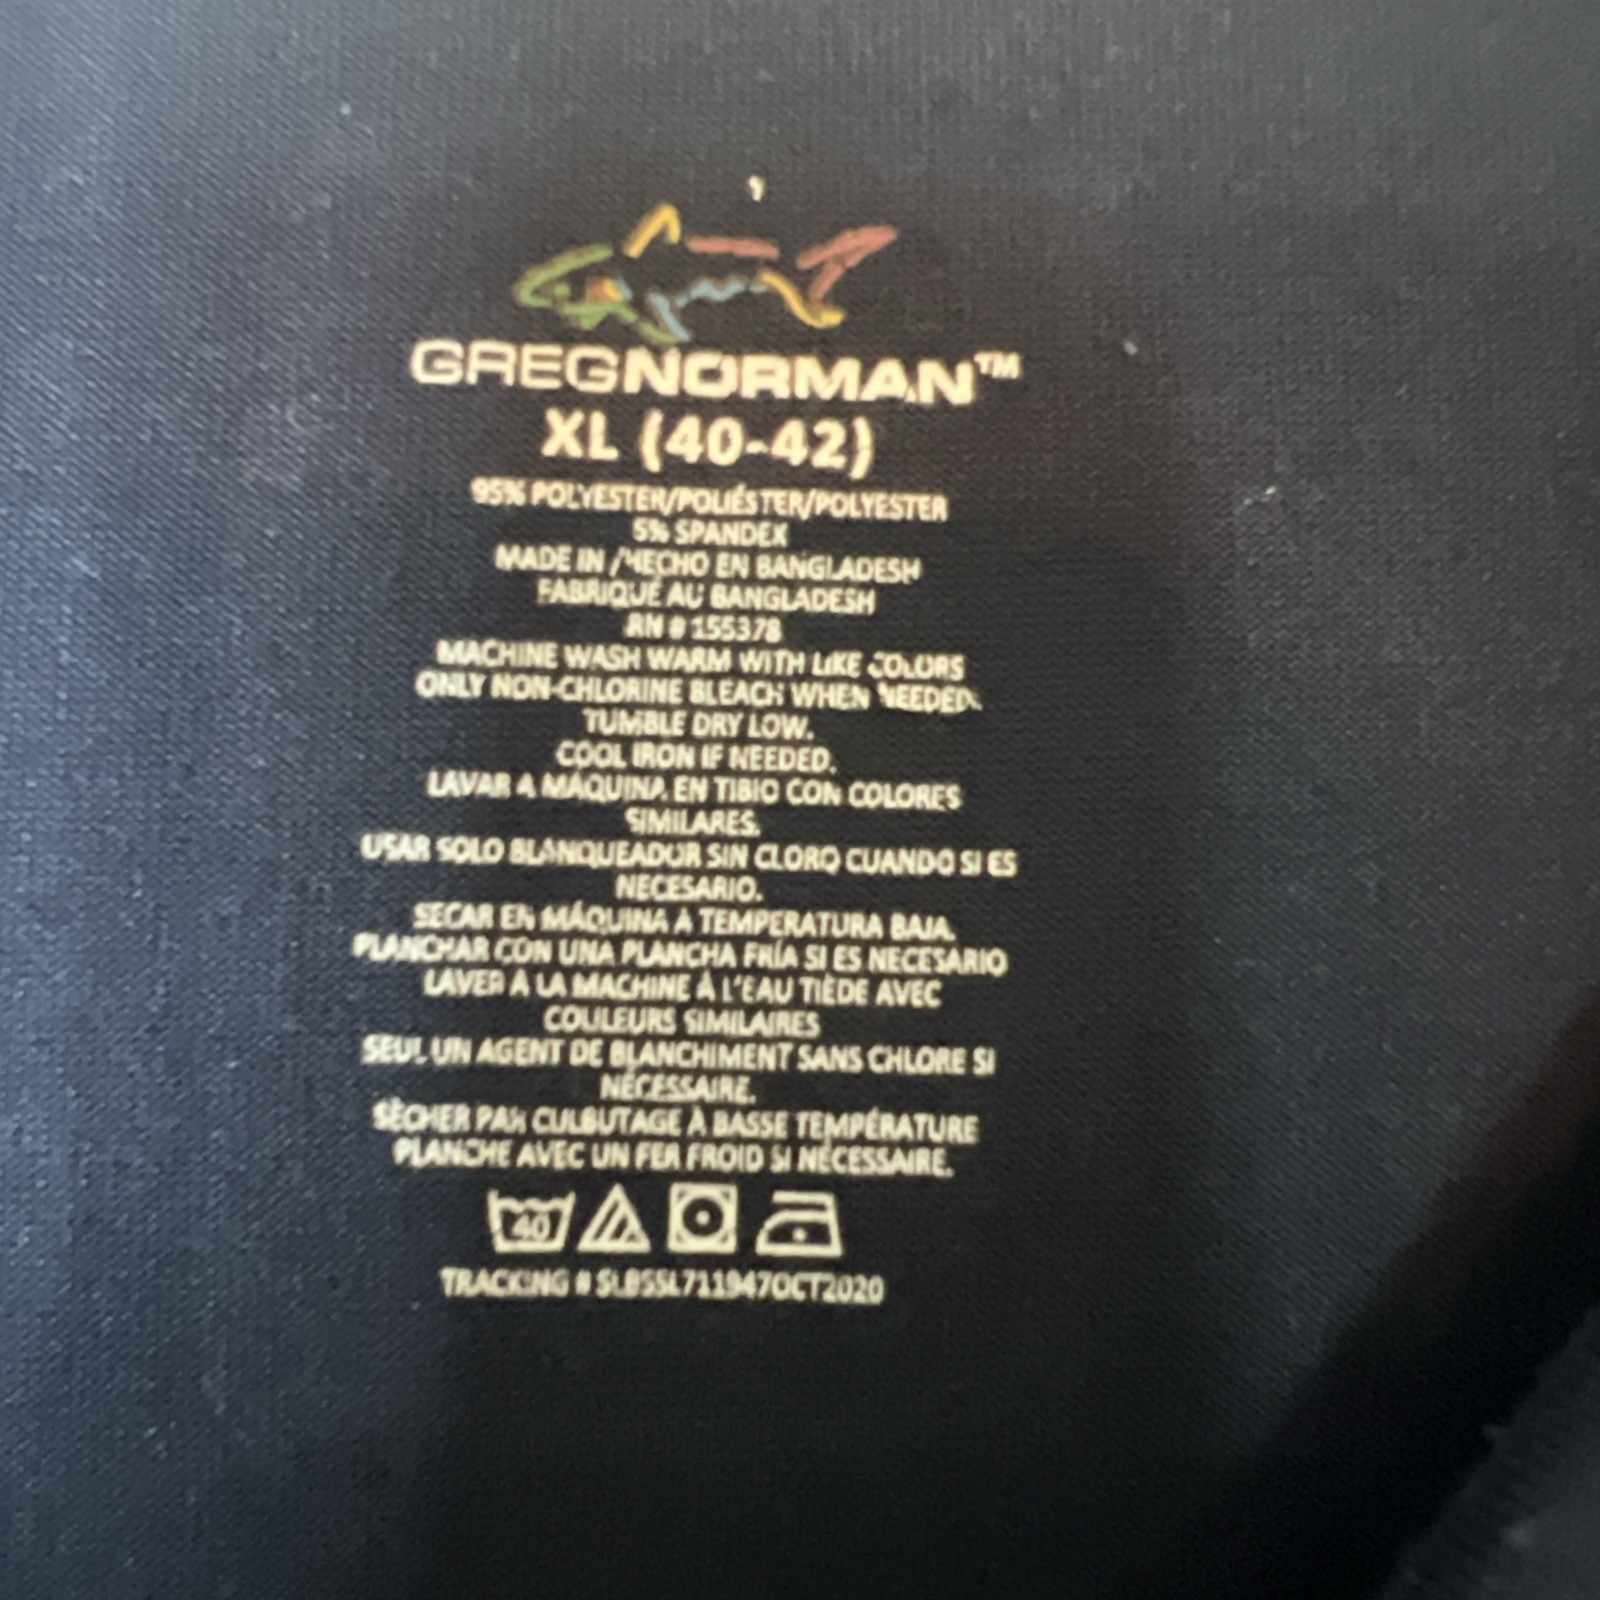 GREGNORMAN™
XL (40-42)
95% POLYESTER/POLIÉSTER/POLYESTER
5% SPANDEX
MADE IN /HECHO EN BANGLADESH
FABRIQUÉ AU BANGLADESH
RN # 155378
MACHINE WASH WARM WITH LIKE COLORS
ONLY NON-CHLORINE BLEACH WHEN NEEDED.
TUMBLE DRY LOW.
COOL IRON IF NEEDED.
LAVAR A MÁQUINA EN TIBIO CON COLORES
SIMILARES.
USAR SOLO BLANQUEADOR SIN CLORO CUANDO SI ES
NECESARIO.
SECAR EN MÁQUINA A TEMPERATURA BAJA.
PLANCHAR CON UNA PLANCHA FRÍA SI ES NECESARIO
LAVER À LA MACHINE À L'EAU TIÈDE AVEC
COULEURS SIMILAIRES
SEUL UN AGENT DE BLANCHIMENT SANS CHLORE SI
NÉCESSAIRE.
SÉCHER PAR CULBUTAGE À BASSE TEMPÉRATURE
PLANCHE AVEC UN FER FROID SI NÉCESSAIRE.
40
TRACKING # SLBSSL711947OCT2020